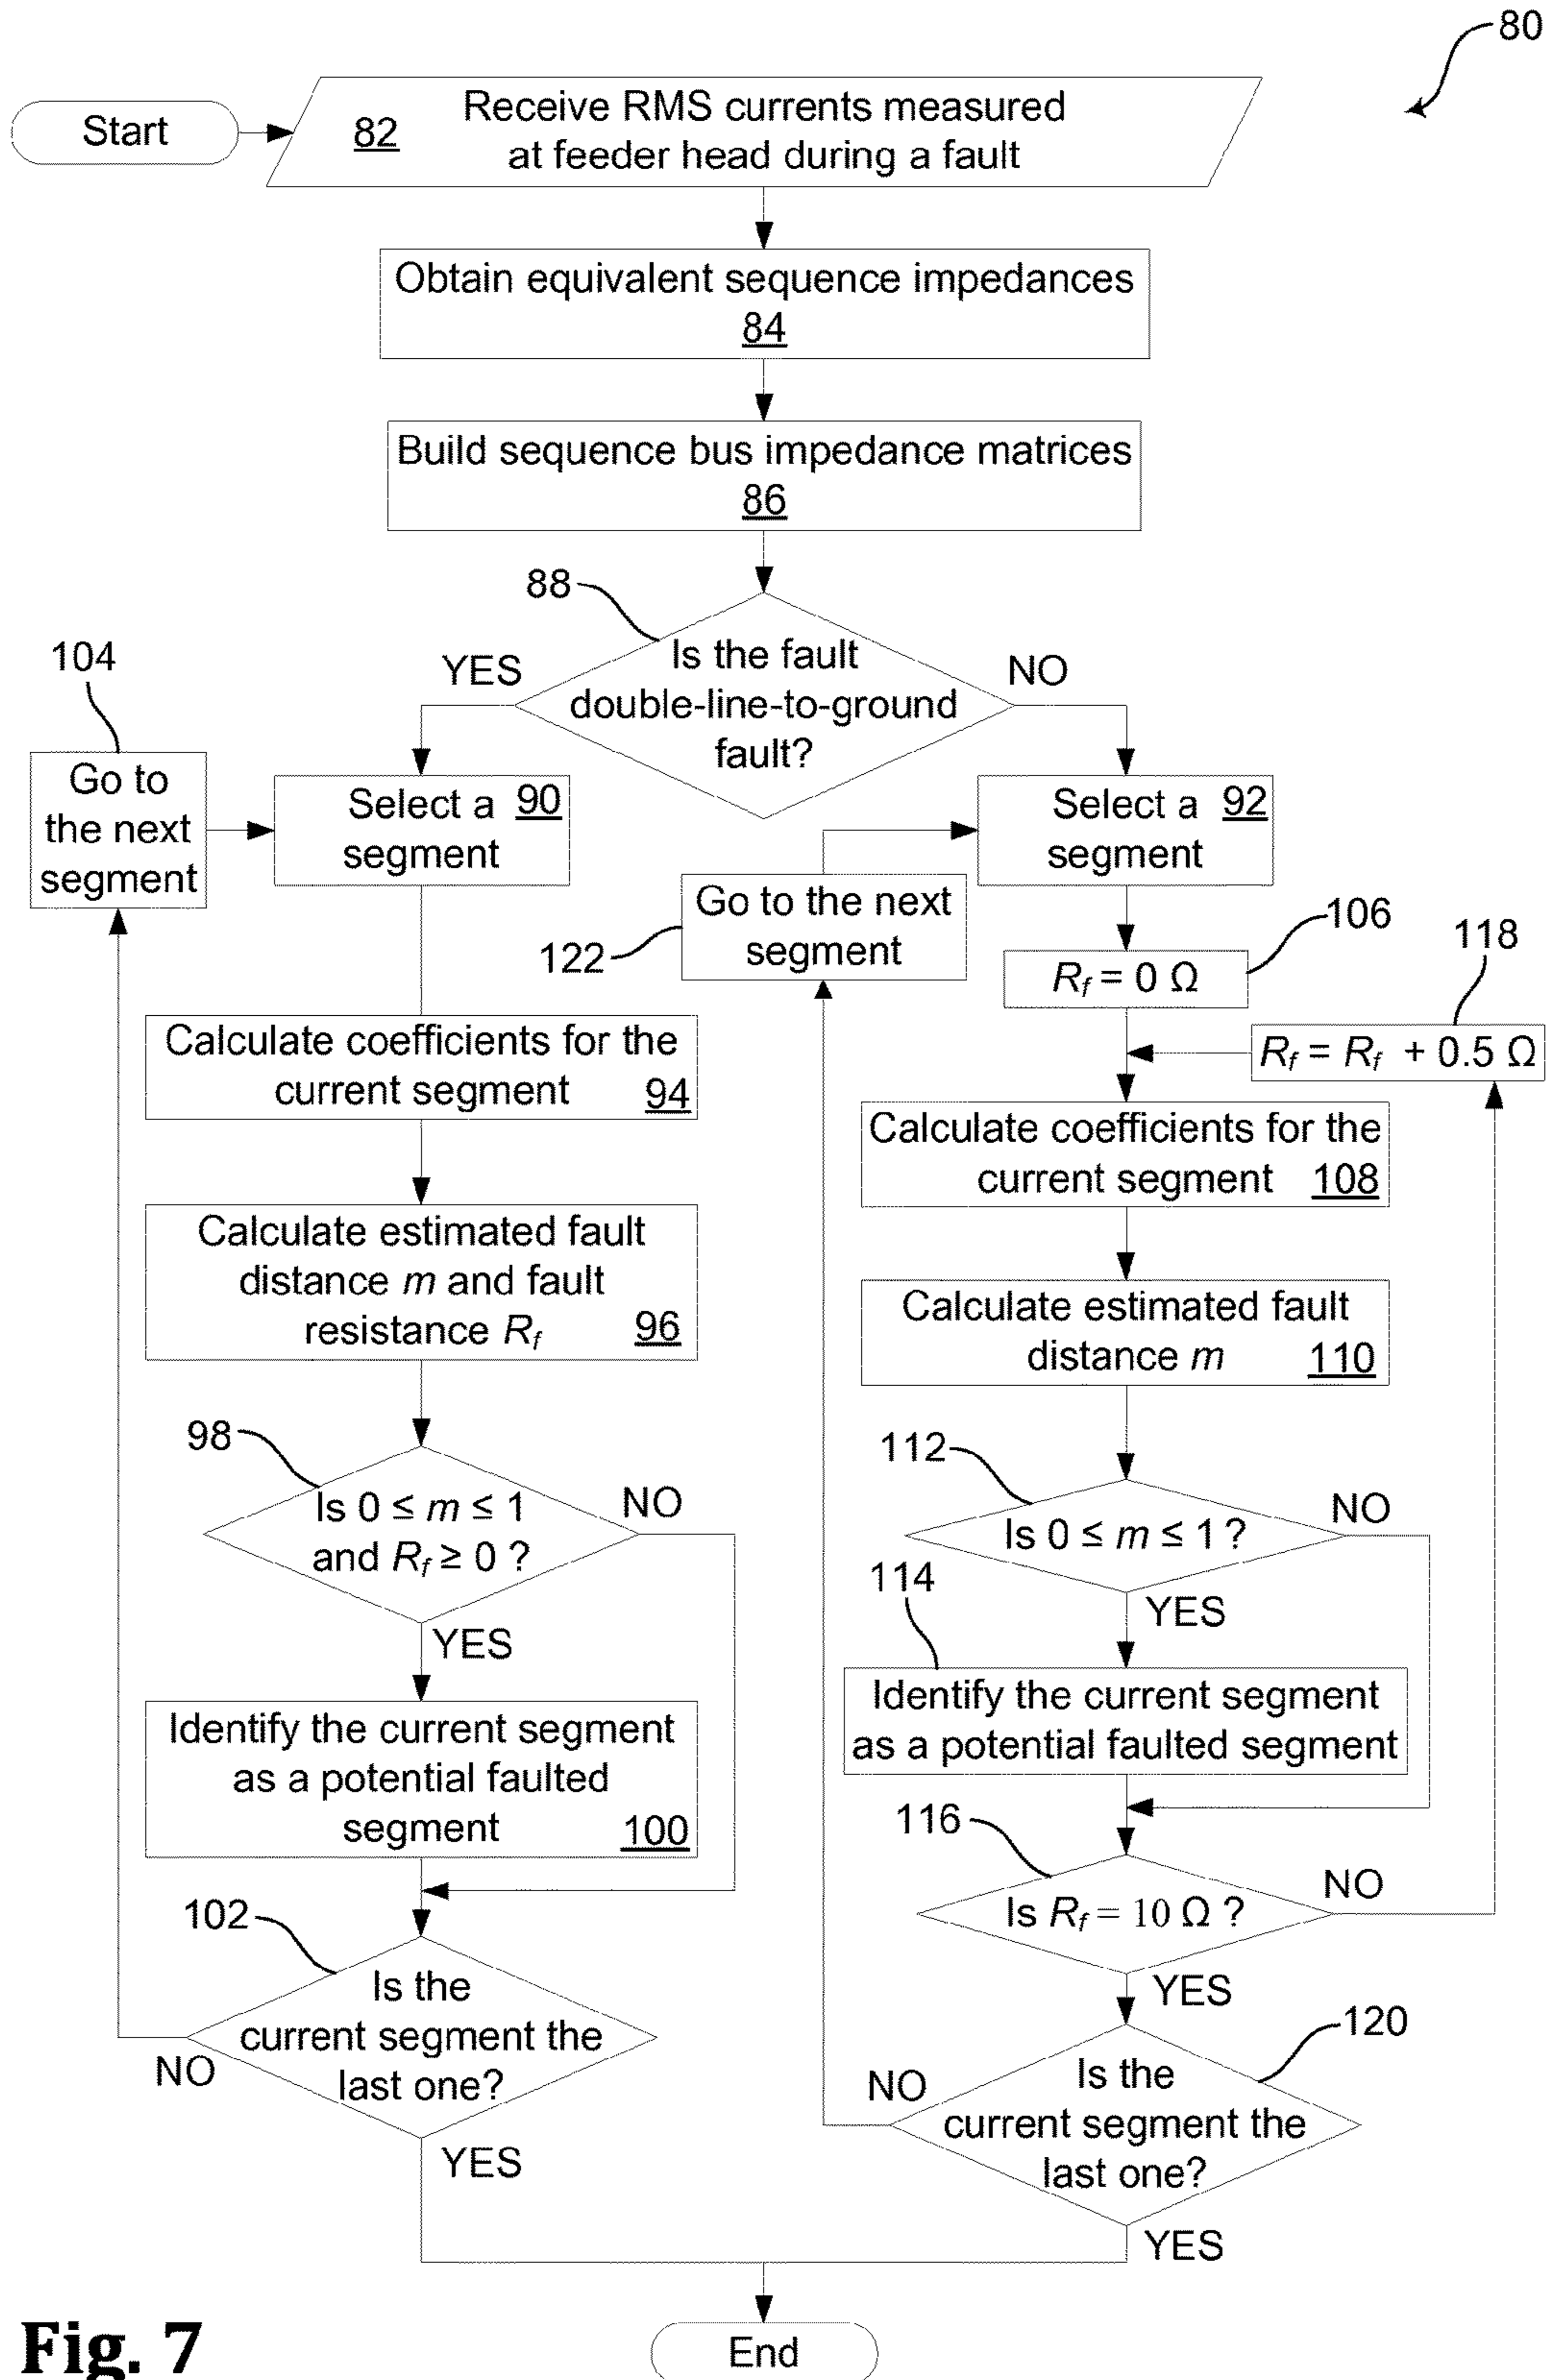 80
Start
82
Receive RMS currents measured
at feeder head during a fault
Obtain equivalent sequence impedances
84
Build sequence bus impedance matrices
86
88
Is the fault
double-line-to-ground
fault?
YES
NO
104
Go to
the next
segment
Select a 90
segment
Select a 92
segment
122
Go to the next
segment
106
Rf = 0 Ω
118
Rf = Rf + 0.5 Ω
Calculate coefficients for the
current segment 94
Calculate coefficients for the
current segment 108
Calculate estimated fault
distance m and fault
resistance Rf 96
Calculate estimated fault
distance m 110
98
Is 0 ≤ m ≤ 1
and Rf ≥ 0 ?
NO
YES
112
Is 0 ≤ m ≤ 1 ?
NO
YES
114
Identify the current segment
as a potential faulted
segment 100
Identify the current segment
as a potential faulted segment
116
Is Rf = 10 Ω ?
NO
YES
102
Is the
current segment the
last one?
NO
YES
120
Is the
current segment the
last one?
NO
YES
End
Fig. 7